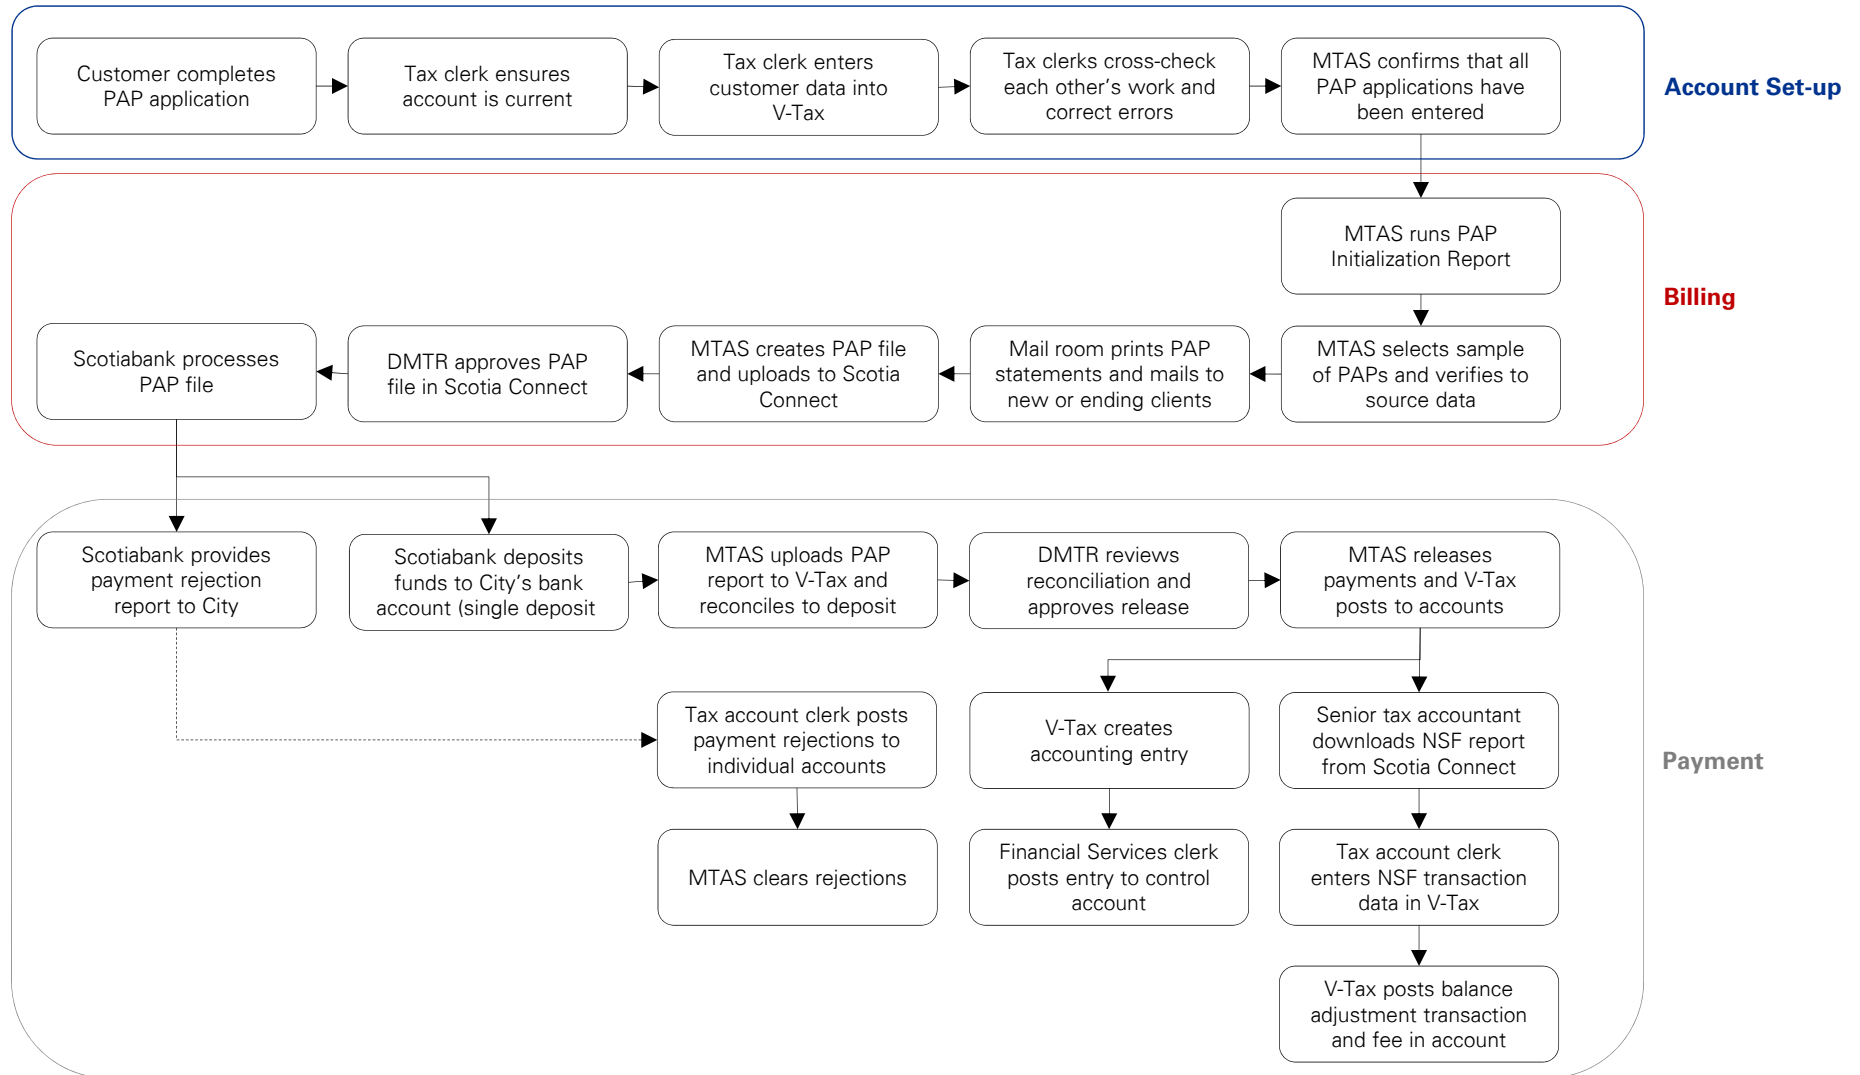 Customer completes
PAP application
Tax clerk ensures
account is current
Tax clerk enters
customer data into
V-Tax
Tax clerks cross-check
each other's work and
correct errors
MTAS confirms that all
PAP applications have
been entered
Account Set-up
MTAS runs PAP
Initialization Report
Billing
MTAS selects sample
of PAPs and verifies to
source data
Mail room prints PAP
statements and mails to
new or ending clients
MTAS creates PAP file
and uploads to Scotia
Connect
DMTR approves PAP
file in Scotia Connect
Scotiabank processes
PAP file
Scotiabank provides
payment rejection
report to City
Scotiabank deposits
funds to City's bank
account (single deposit
MTAS uploads PAP
report to V-Tax and
reconciles to deposit
DMTR reviews
reconciliation and
approves release
MTAS releases
payments and V-Tax
posts to accounts
Tax account clerk posts
payment rejections to
individual accounts
V-Tax creates
accounting entry
Senior tax accountant
downloads NSF report
from Scotia Connect
Payment
MTAS clears rejections
Financial Services clerk
posts entry to control
account
Tax account clerk
enters NSF transaction
data in V-Tax
V-Tax posts balance
adjustment transaction
and fee in account